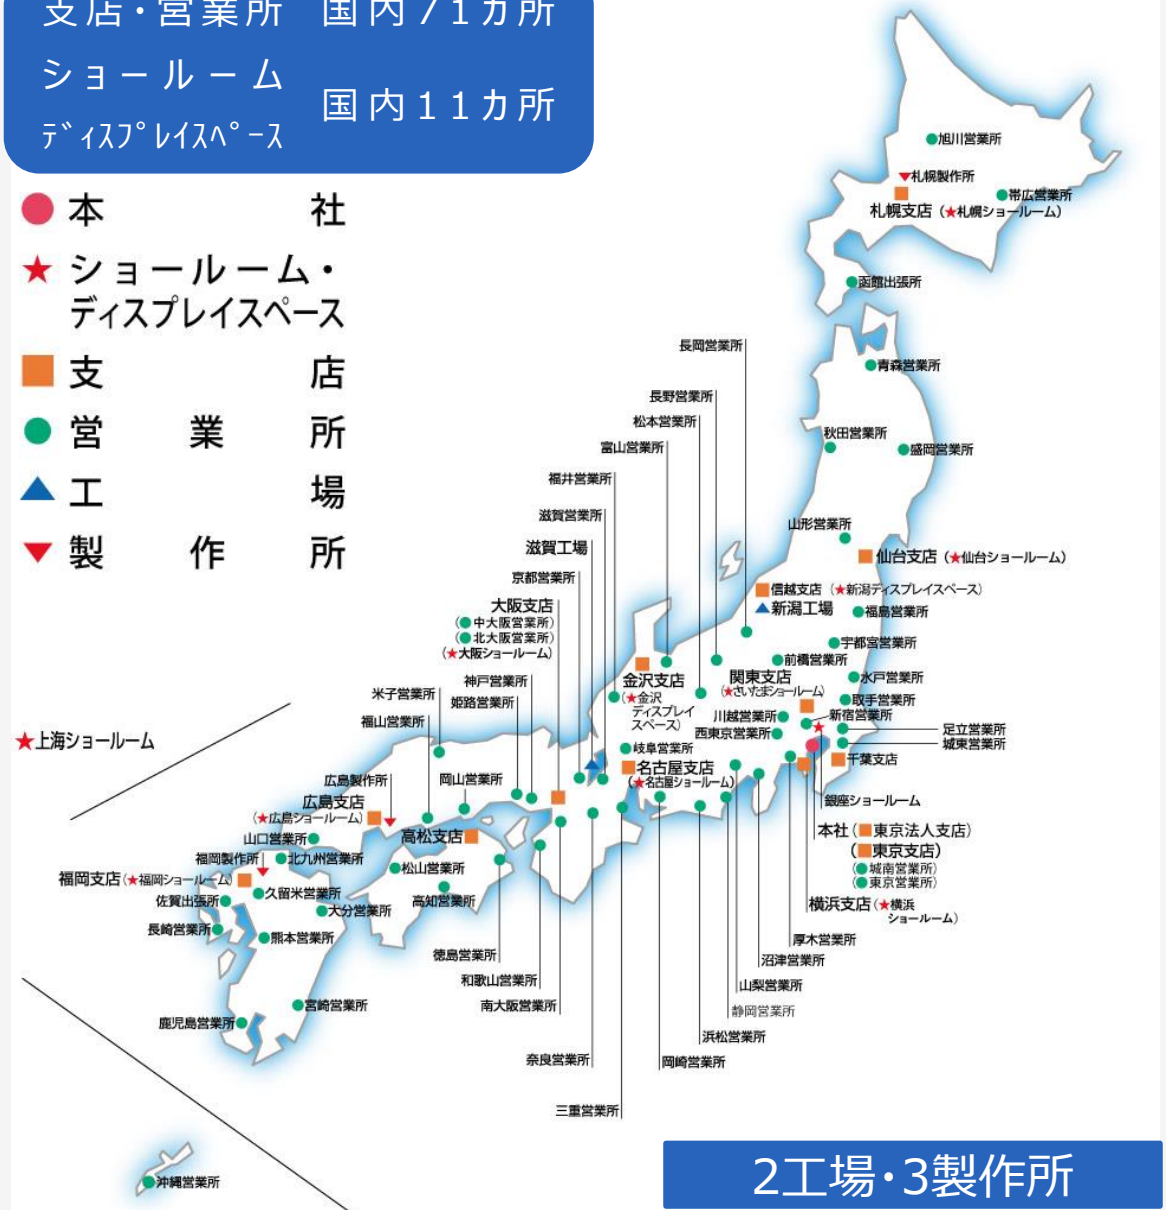 支店・営業所 国内71カ所
ショールーム
ﾃﾞｨｽﾌﾟﾚｲｽﾍﾟｰｽ
国内11カ所
本社
ショールーム・
ディスプレイスペース
支店
営業所
工場
製作所
旭川営業所
札幌製作所
帯広営業所
札幌支店(★札幌ショールーム)
函館出張所
青森営業所
秋田営業所
盛岡営業所
山形営業所
仙台支店(★仙台ショールーム)
信越支店(★新潟ディスプレイスペース)
新潟工場
福島営業所
宇都宮営業所
前橋営業所
水戸営業所
関東支店
(★さいたまショールーム)
取手営業所
新宿営業所
川越営業所
西東京営業所
足立営業所
城東営業所
千葉支店
銀座ショールーム
本社(■東京法人支店)
(■東京支店)
(●城南営業所)
(●東京営業所)
横浜支店(★横浜
ショールーム)
厚木営業所
沼津営業所
山梨営業所
静岡営業所
浜松営業所
岡崎営業所
三重営業所
奈良営業所
南大阪営業所
和歌山営業所
徳島営業所
長岡営業所
長野営業所
松本営業所
富山営業所
福井営業所
滋賀営業所
滋賀工場
京都営業所
大阪支店
(●中大阪営業所)
(●北大阪営業所)
(★大阪ショールーム)
神戸営業所
姫路営業所
米子営業所
福山営業所
金沢支店
(★金沢
ディスプレイ
スペース)
岐阜営業所
名古屋支店
(★名古屋ショールーム)
★上海ショールーム
広島製作所
岡山営業所
広島支店
(★広島ショールーム)
高松支店
山口営業所
福岡製作所
北九州営業所
松山営業所
福岡支店(★福岡ショールーム)
久留米営業所
高知営業所
佐賀出張所
大分営業所
長崎営業所
熊本営業所
宮崎営業所
鹿児島営業所
沖縄営業所
2工場・3製作所